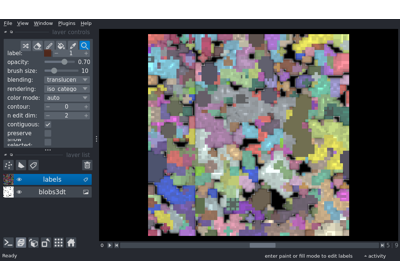 File View Window Plugins Help
layer controls
label: 1
opacity: 0.70
brush size: 10
blending: translucen
rendering: iso_catego
color mode: auto
contour: 0
n edit dim: 2
contiguous:
preserve
show
selected:
layer list
labels
blobs3dt
Ready
enter paint or fill mode to edit labels
activity